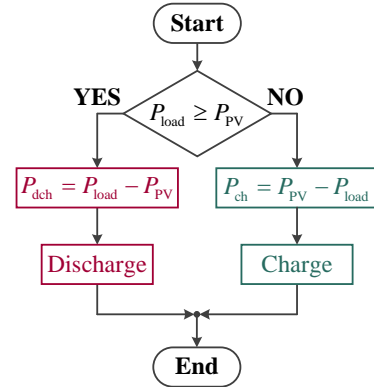 Start
YES
NO
P_load ≥ P_PV
P_dch = P_load − P_PV
P_ch = P_PV − P_load
Discharge
Charge
End